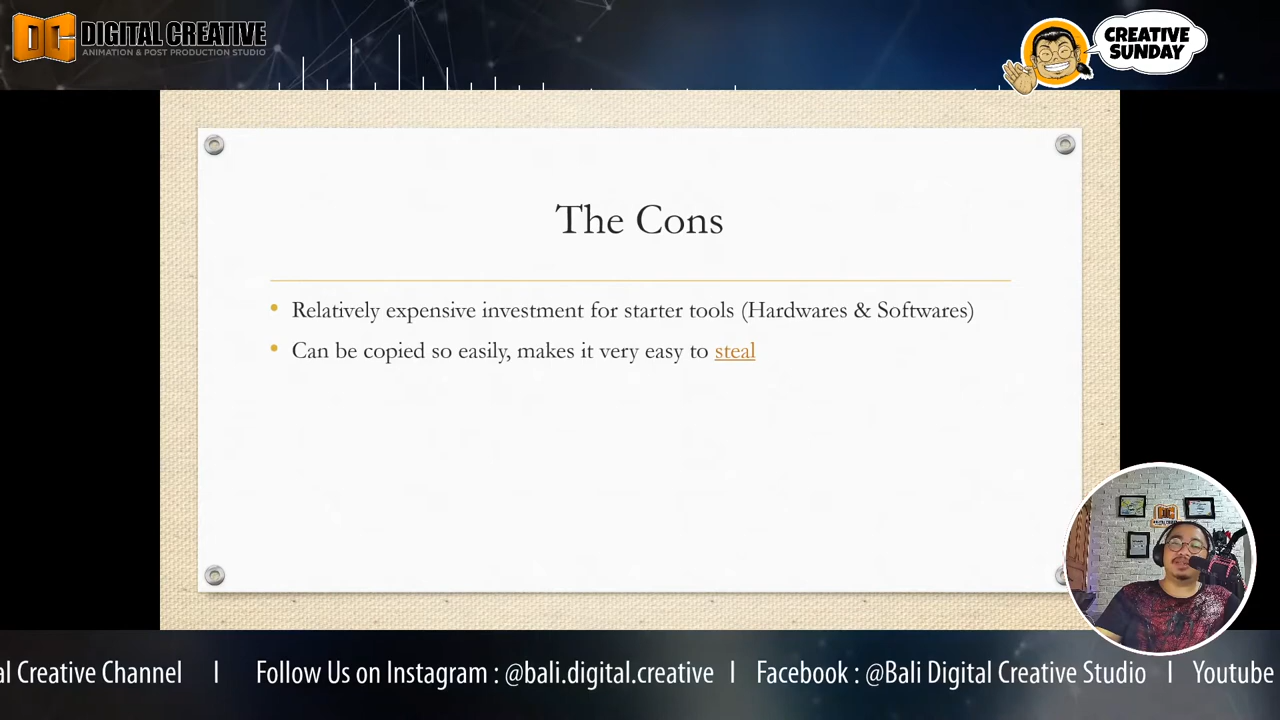 DIGITAL CREATIVE
ANIMATION & POST PRODUCTION STUDIO
CREATIVE
SUNDAY
The Cons
• Relatively expensive investment for starter tools (Hardwares & Softwares)
• Can be copied so easily, makes it very easy to steal
al Creative Channel I Follow Us on Instagram : @bali.digital.creative I Facebook : @Bali Digital Creative Studio I Youtube